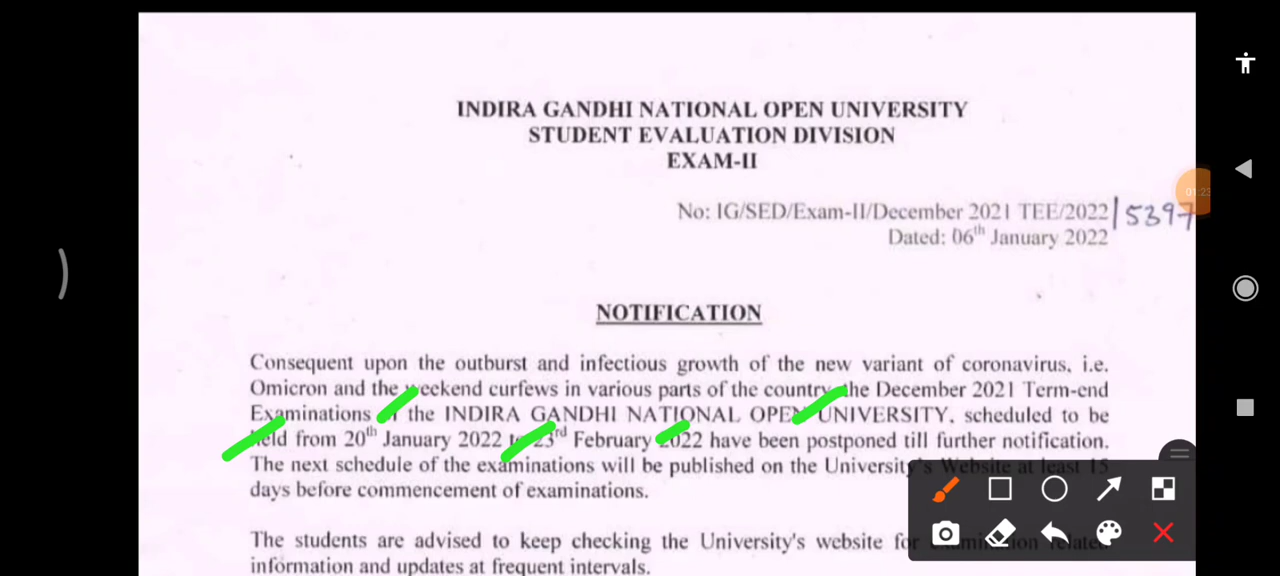 INDIRA GANDHI NATIONAL OPEN UNIVERSITY
STUDENT EVALUATION DIVISION
EXAM-II
No: IG/SED/Exam-II/December 2021 TEE/2022/5397
Dated: 06th January 2022
NOTIFICATION
Consequent upon the outburst and infectious growth of the new variant of coronavirus, i.e.
Omicron and the weekend curfews in various parts of the country the December 2021 Term-end
Examinations of the INDIRA GANDHI NATIONAL OPEN UNIVERSITY, scheduled to be
held from 20th January 2022 to 23rd February 2022 have been postponed till further notification.
The next schedule of the examinations will be published on the University's Website at least 15
days before commencement of examinations.
The students are advised to keep checking the University's website for examination related
information and updates at frequent intervals.
01:23